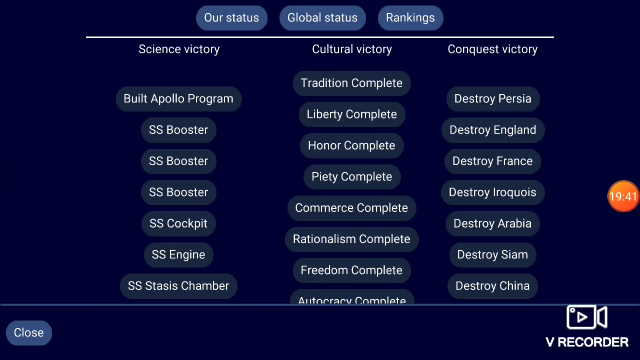 Our status
Global status
Rankings
Science victory
Cultural victory
Conquest victory
Built Apollo Program
SS Booster
SS Booster
SS Booster
SS Cockpit
SS Engine
SS Stasis Chamber
Tradition Complete
Liberty Complete
Honor Complete
Piety Complete
Commerce Complete
Rationalism Complete
Freedom Complete
Autocracy Complete
Destroy Persia
Destroy England
Destroy France
Destroy Iroquois
Destroy Arabia
Destroy Siam
Destroy China
19:41
Close
V RECORDER